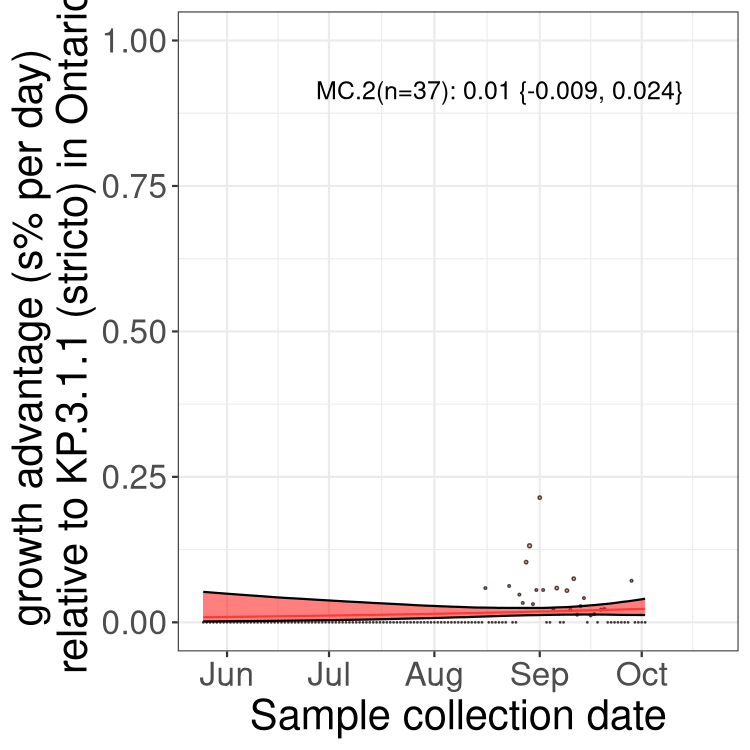 growth advantage (s% per day)
relative to KP.3.1.1 (stricto) in Ontario
1.00
0.75
0.50
0.25
0.00
MC.2(n=37): 0.01 {-0.009, 0.024}
Jun Jul Aug Sep Oct
Sample collection date